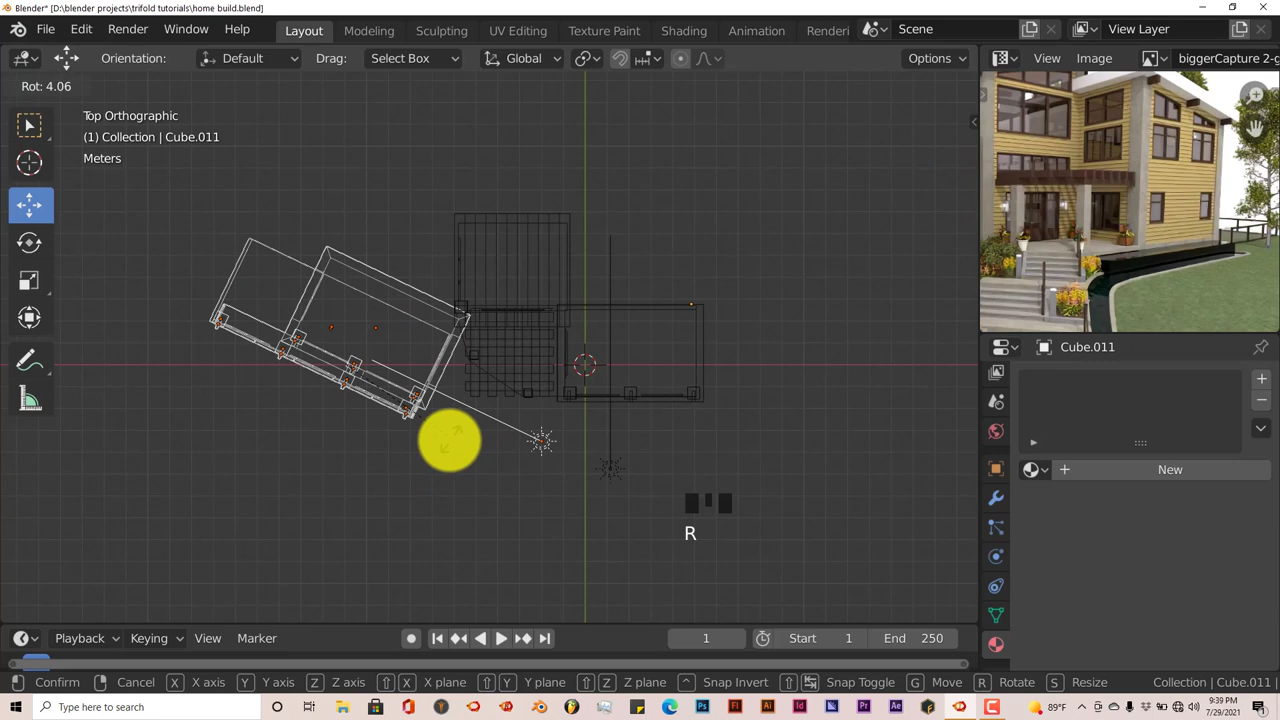 Blender* [D:\blender projects\trifold tutorials\home build.blend]
File Edit Render Window Help Layout Modeling Sculpting UV Editing Texture Paint Shading Animation Renderi Scene View Layer
Orientation: Default Drag: Select Box Global Options View Image biggerCapture 2-g
Rot: 4.06
Top Orthographic
(1) Collection | Cube.011
Meters
Cube.011
New
R
Playback Keying View Marker 1 Start 1 End 250
Confirm Cancel X X axis Y Y axis Z Z axis X X plane Y Y plane Z Z plane Snap Invert Snap Toggle G Move R Rotate S Resize Collection | Cube.011 |
Type here to search 89°F 9:39 PM
7/29/2021